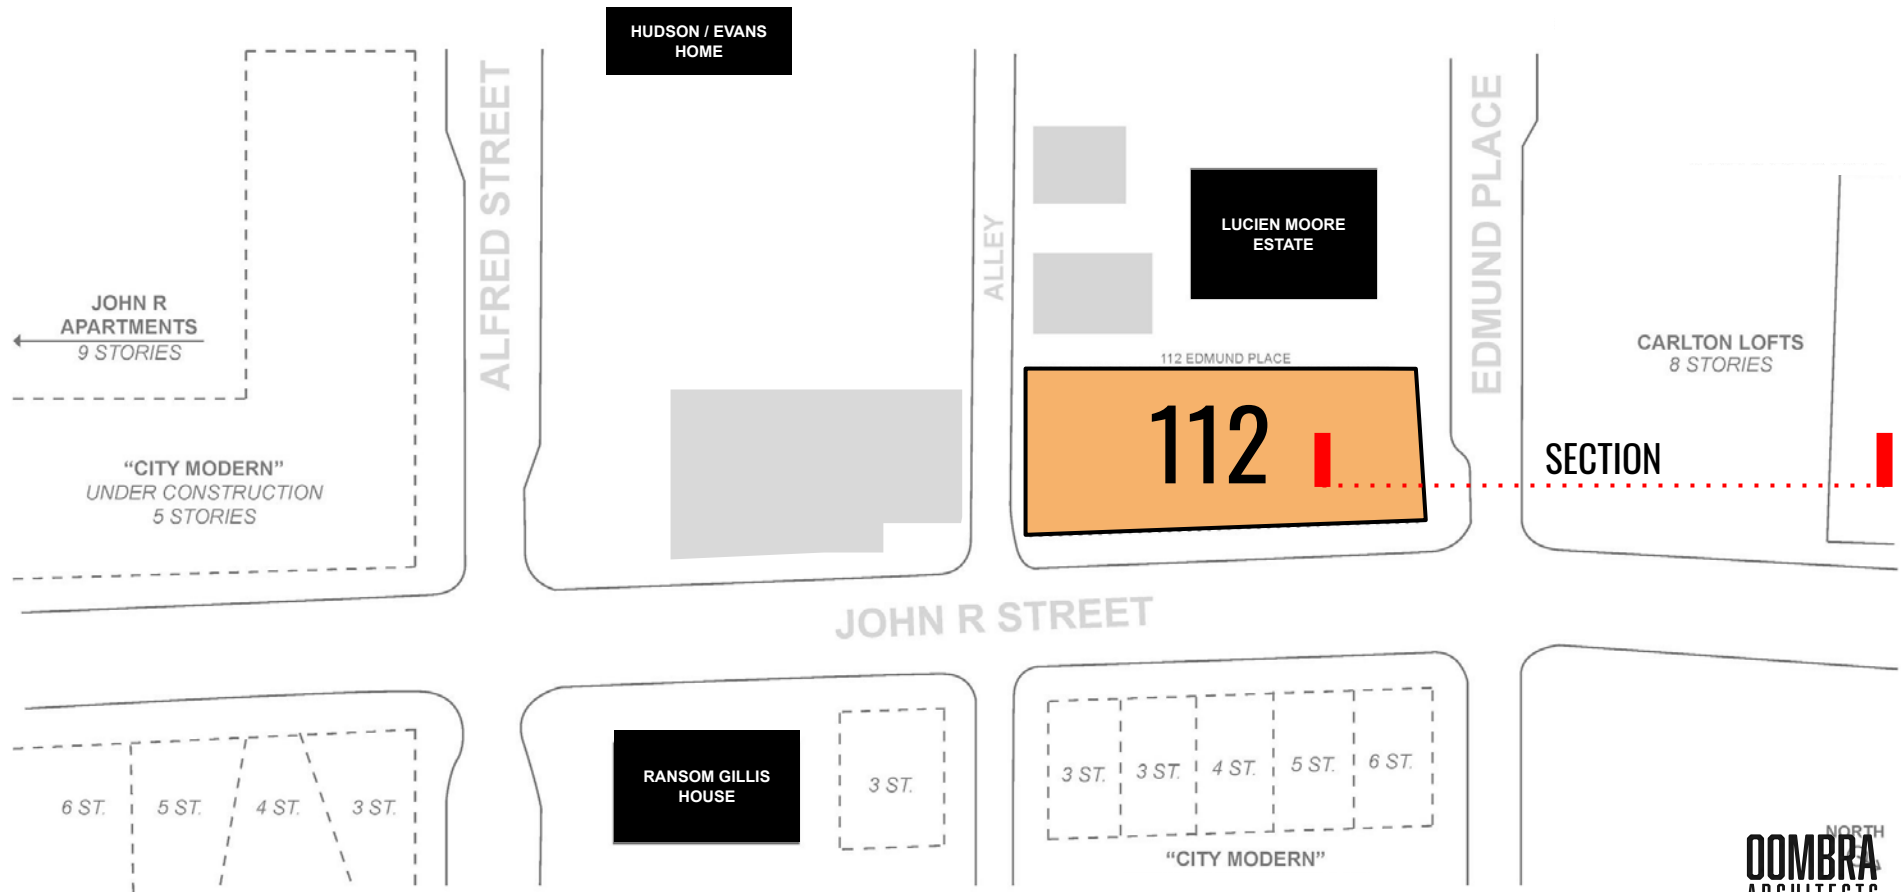 HUDSON / EVANS
HOME
ALFRED STREET
ALLEY
EDMUND PLACE
LUCIEN MOORE
ESTATE
JOHN R
APARTMENTS
9 STORIES
112 EDMUND PLACE
CARLTON LOFTS
8 STORIES
112
SECTION
“CITY MODERN”
UNDER CONSTRUCTION
5 STORIES
JOHN R STREET
RANSOM GILLIS
HOUSE
6 ST.
5 ST.
4 ST.
3 ST.
3 ST.
3 ST.
3 ST.
4 ST.
5 ST.
6 ST.
“CITY MODERN”
NORTH
OOMBRA
ARCHITECTS